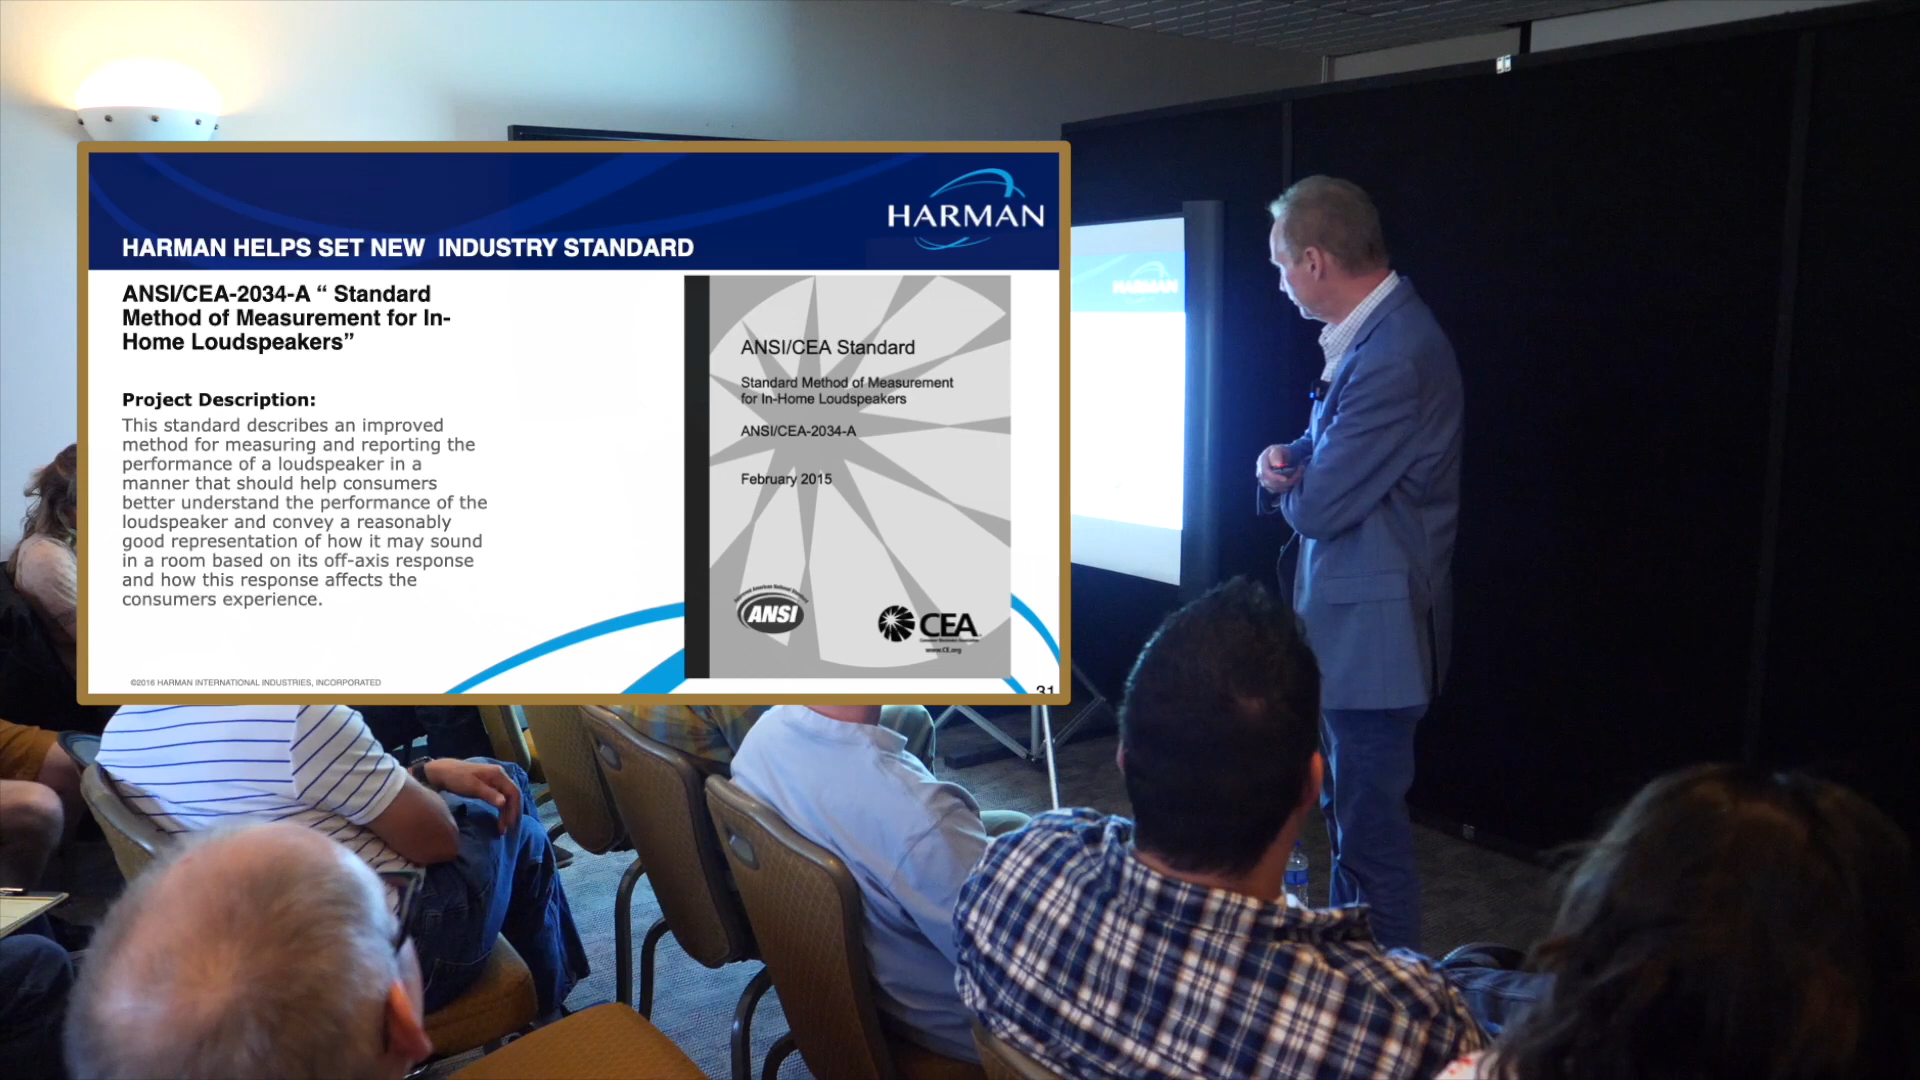 HARMAN
HARMAN HELPS SET NEW INDUSTRY STANDARD
ANSI/CEA-2034-A “ Standard
Method of Measurement for In-
Home Loudspeakers”
Project Description:
This standard describes an improved
method for measuring and reporting the
performance of a loudspeaker in a
manner that should help consumers
better understand the performance of the
loudspeaker and convey a reasonably
good representation of how it may sound
in a room based on its off-axis response
and how this response affects the
consumers experience.
©2016 HARMAN INTERNATIONAL INDUSTRIES, INCORPORATED
ANSI/CEA Standard
Standard Method of Measurement
for In-Home Loudspeakers
ANSI/CEA-2034-A
February 2015
ANSI
CEA
www.CE.org
31
HARMAN